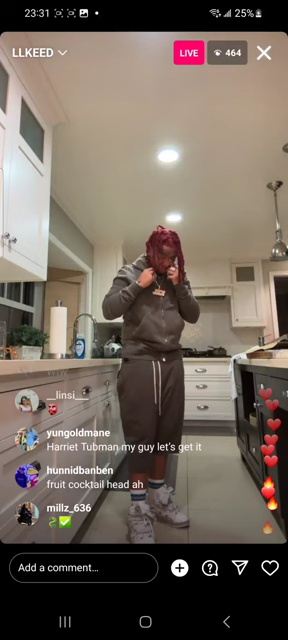 23:31
25%
LLKEED
LIVE
464
__linsi__
yungoldmane
Harriet Tubman my guy let's get it
hunnidbanben
fruit cocktail head ah
millz_636
Add a comment...